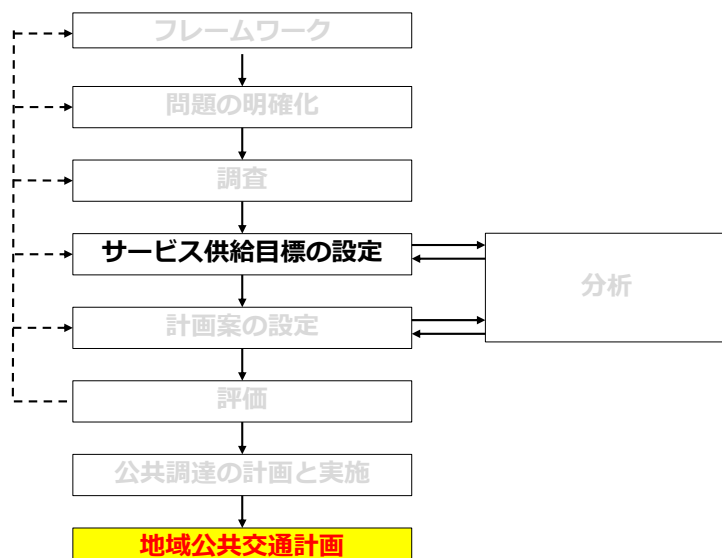 フレームワーク
問題の明確化
調査
サービス供給目標の設定
分析
計画案の設定
評価
公共調達の計画と実施
地域公共交通計画